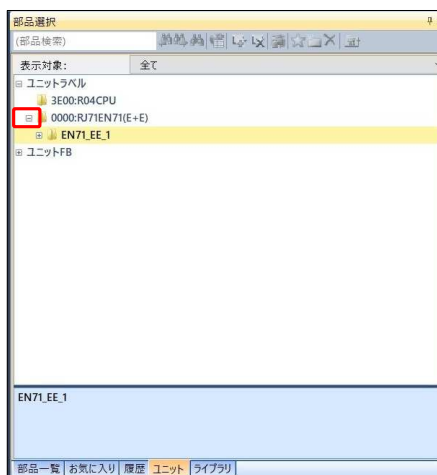 部品選択
(部品検索)
表示対象: 全て
ユニットラベル
3E00:R04CPU
0000:RJ71EN71(E+E)
EN71_EE_1
ユニットFB
EN71_EE_1
部品一覧 お気に入り 履歴 ユニット ライブラリ